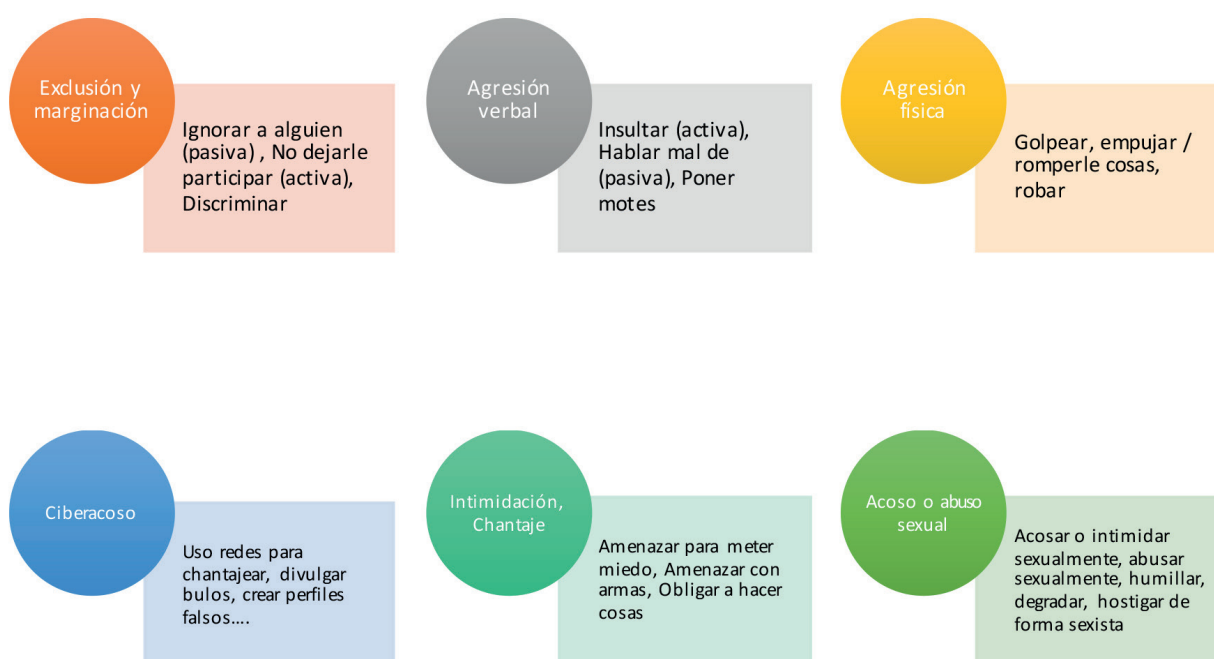 Exclusión y
marginación
Ignorar a alguien
(pasiva) , No dejarle
participar (activa),
Discriminar
Agresión
verbal
Insultar (activa),
Hablar mal de
(pasiva), Poner
motes
Agresión
física
Golpear, empujar /
romperle cosas,
robar
Ciberacoso
Uso redes para
chantajear, divulgar
bulos, crear perfiles
falsos....
Intimidación,
Chantaje
Amenazar para meter
miedo, Amenazar con
armas, Obligar a hacer
cosas
Acoso o abuso
sexual
Acosar o intimidar
sexualmente, abusar
sexualmente, humillar,
degradar, hostigar de
forma sexista